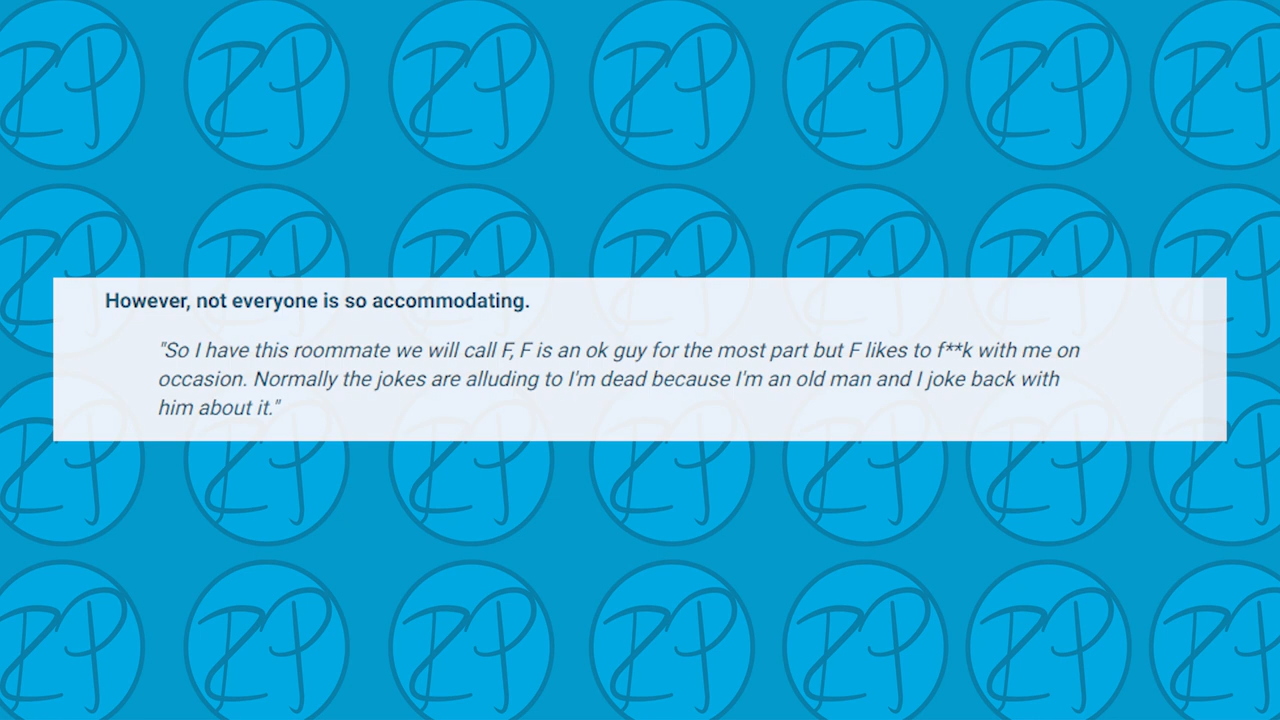 However, not everyone is so accommodating.
"So I have this roommate we will call F, F is an ok guy for the most part but F likes to f**k with me on
occasion. Normally the jokes are alluding to I'm dead because I'm an old man and I joke back with
him about it."